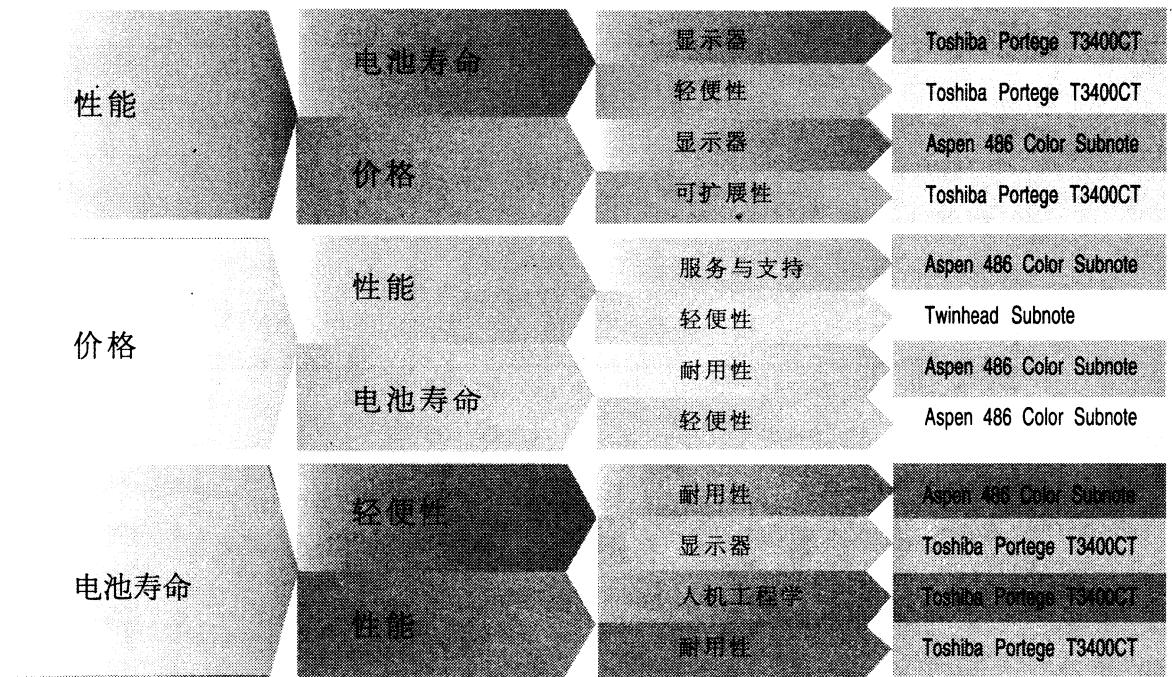 性能
电池寿命
显示器
Toshiba Portege T3400CT
轻便性
Toshiba Portege T3400CT
价格
显示器
Aspen 486 Color Subnote
可扩展性
Toshiba Portege T3400CT
价格
性能
服务与支持
Aspen 486 Color Subnote
轻便性
Twinhead Subnote
电池寿命
耐用性
Aspen 486 Color Subnote
轻便性
Aspen 486 Color Subnote
电池寿命
轻便性
耐用性
Aspen 486 Color Subnote
显示器
Toshiba Portege T3400CT
性能
人机工程学
Toshiba Portege T3400CT
耐用性
Toshiba Portege T3400CT